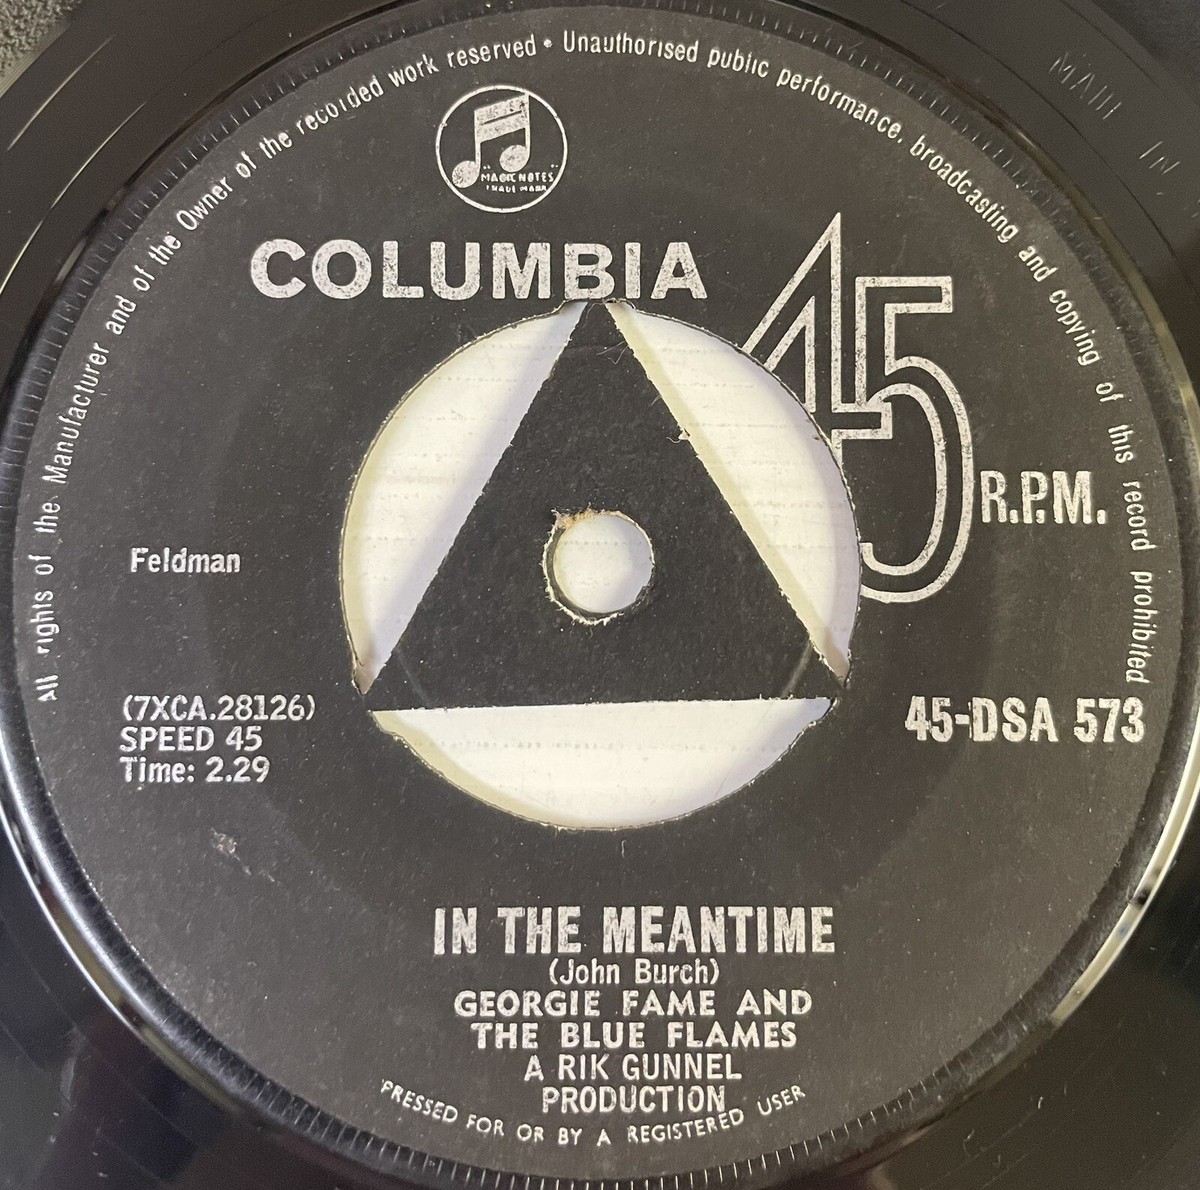 All rights of the Manufacturer and of the Owner of the recorded work reserved • Unauthorised public performance, broadcasting and copying of this record prohibited
MAGIC NOTES
TRADE MARK
COLUMBIA
45 R.P.M.
Feldman
(7XCA.28126)
SPEED 45
Time: 2.29
45-DSA 573
IN THE MEANTIME
(John Burch)
GEORGIE FAME AND
THE BLUE FLAMES
A RIK GUNNEL
PRODUCTION
PRESSED FOR OR BY A REGISTERED USER